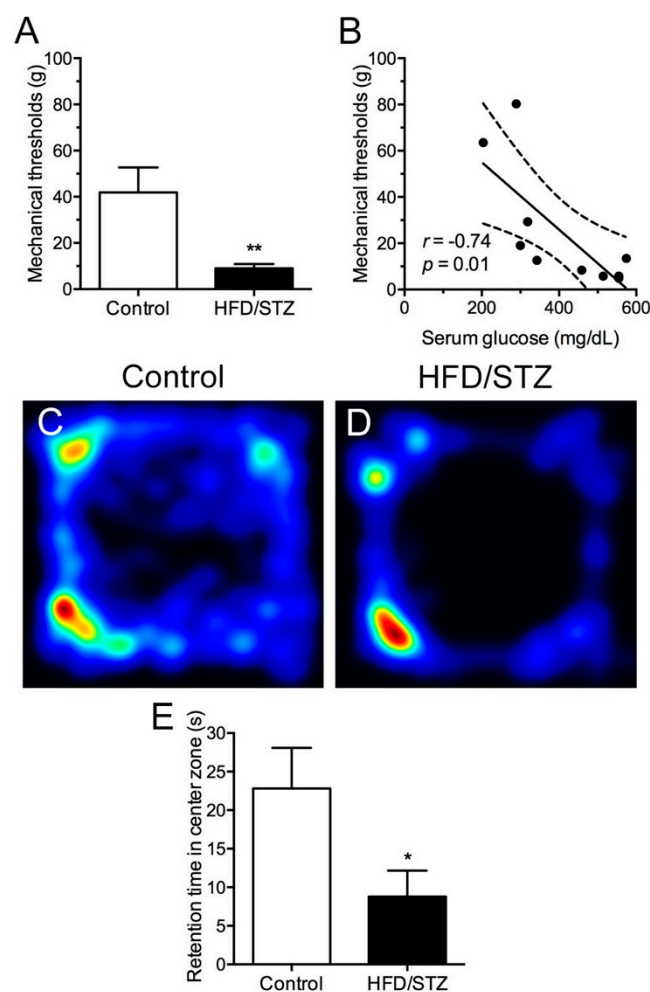 A
Mechanical thresholds (g)
100
80
60
40
20
0
**
Control
HFD/STZ
B
Mechanical thresholds (g)
100
80
60
40
20
0
r = -0.74
p = 0.01
0
200
400
600
Serum glucose (mg/dL)
Control
HFD/STZ
C
D
E
Retention time in center zone (s)
30
25
20
15
10
5
0
*
Control
HFD/STZ